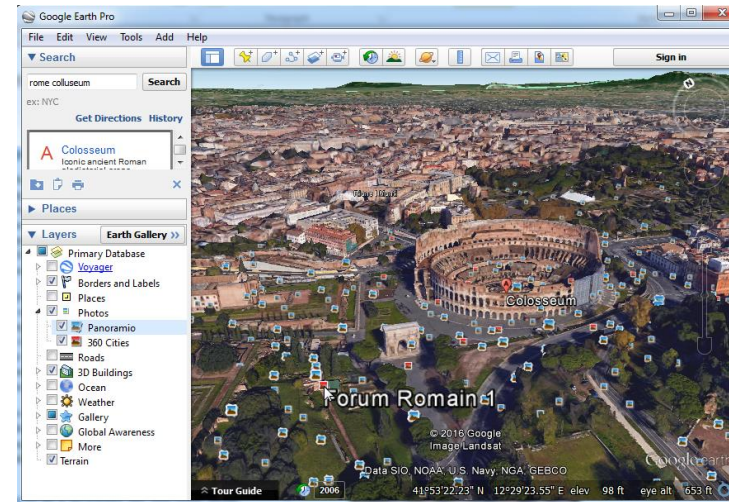 Google Earth Pro
File Edit View Tools Add Help
Search
Sign in
rome colluseum
Search
ex: NYC
Get Directions History
A Colosseum
Iconic ancient Roman
gladiatorial arena
Places
Layers
Earth Gallery >>
Primary Database
Voyager
Borders and Labels
Places
Photos
Panoramio
360 Cities
Roads
3D Buildings
Ocean
Weather
Gallery
Global Awareness
More
Terrain
Colosseum
Forum Romain-1
© 2016 Google
Image Landsat
Data SIO, NOAA, U.S. Navy, NGA, GEBCO
Google earth
Tour Guide
2006
41°53'22.23" N 12°29'23.55" E elev 98 ft eye alt 653 ft